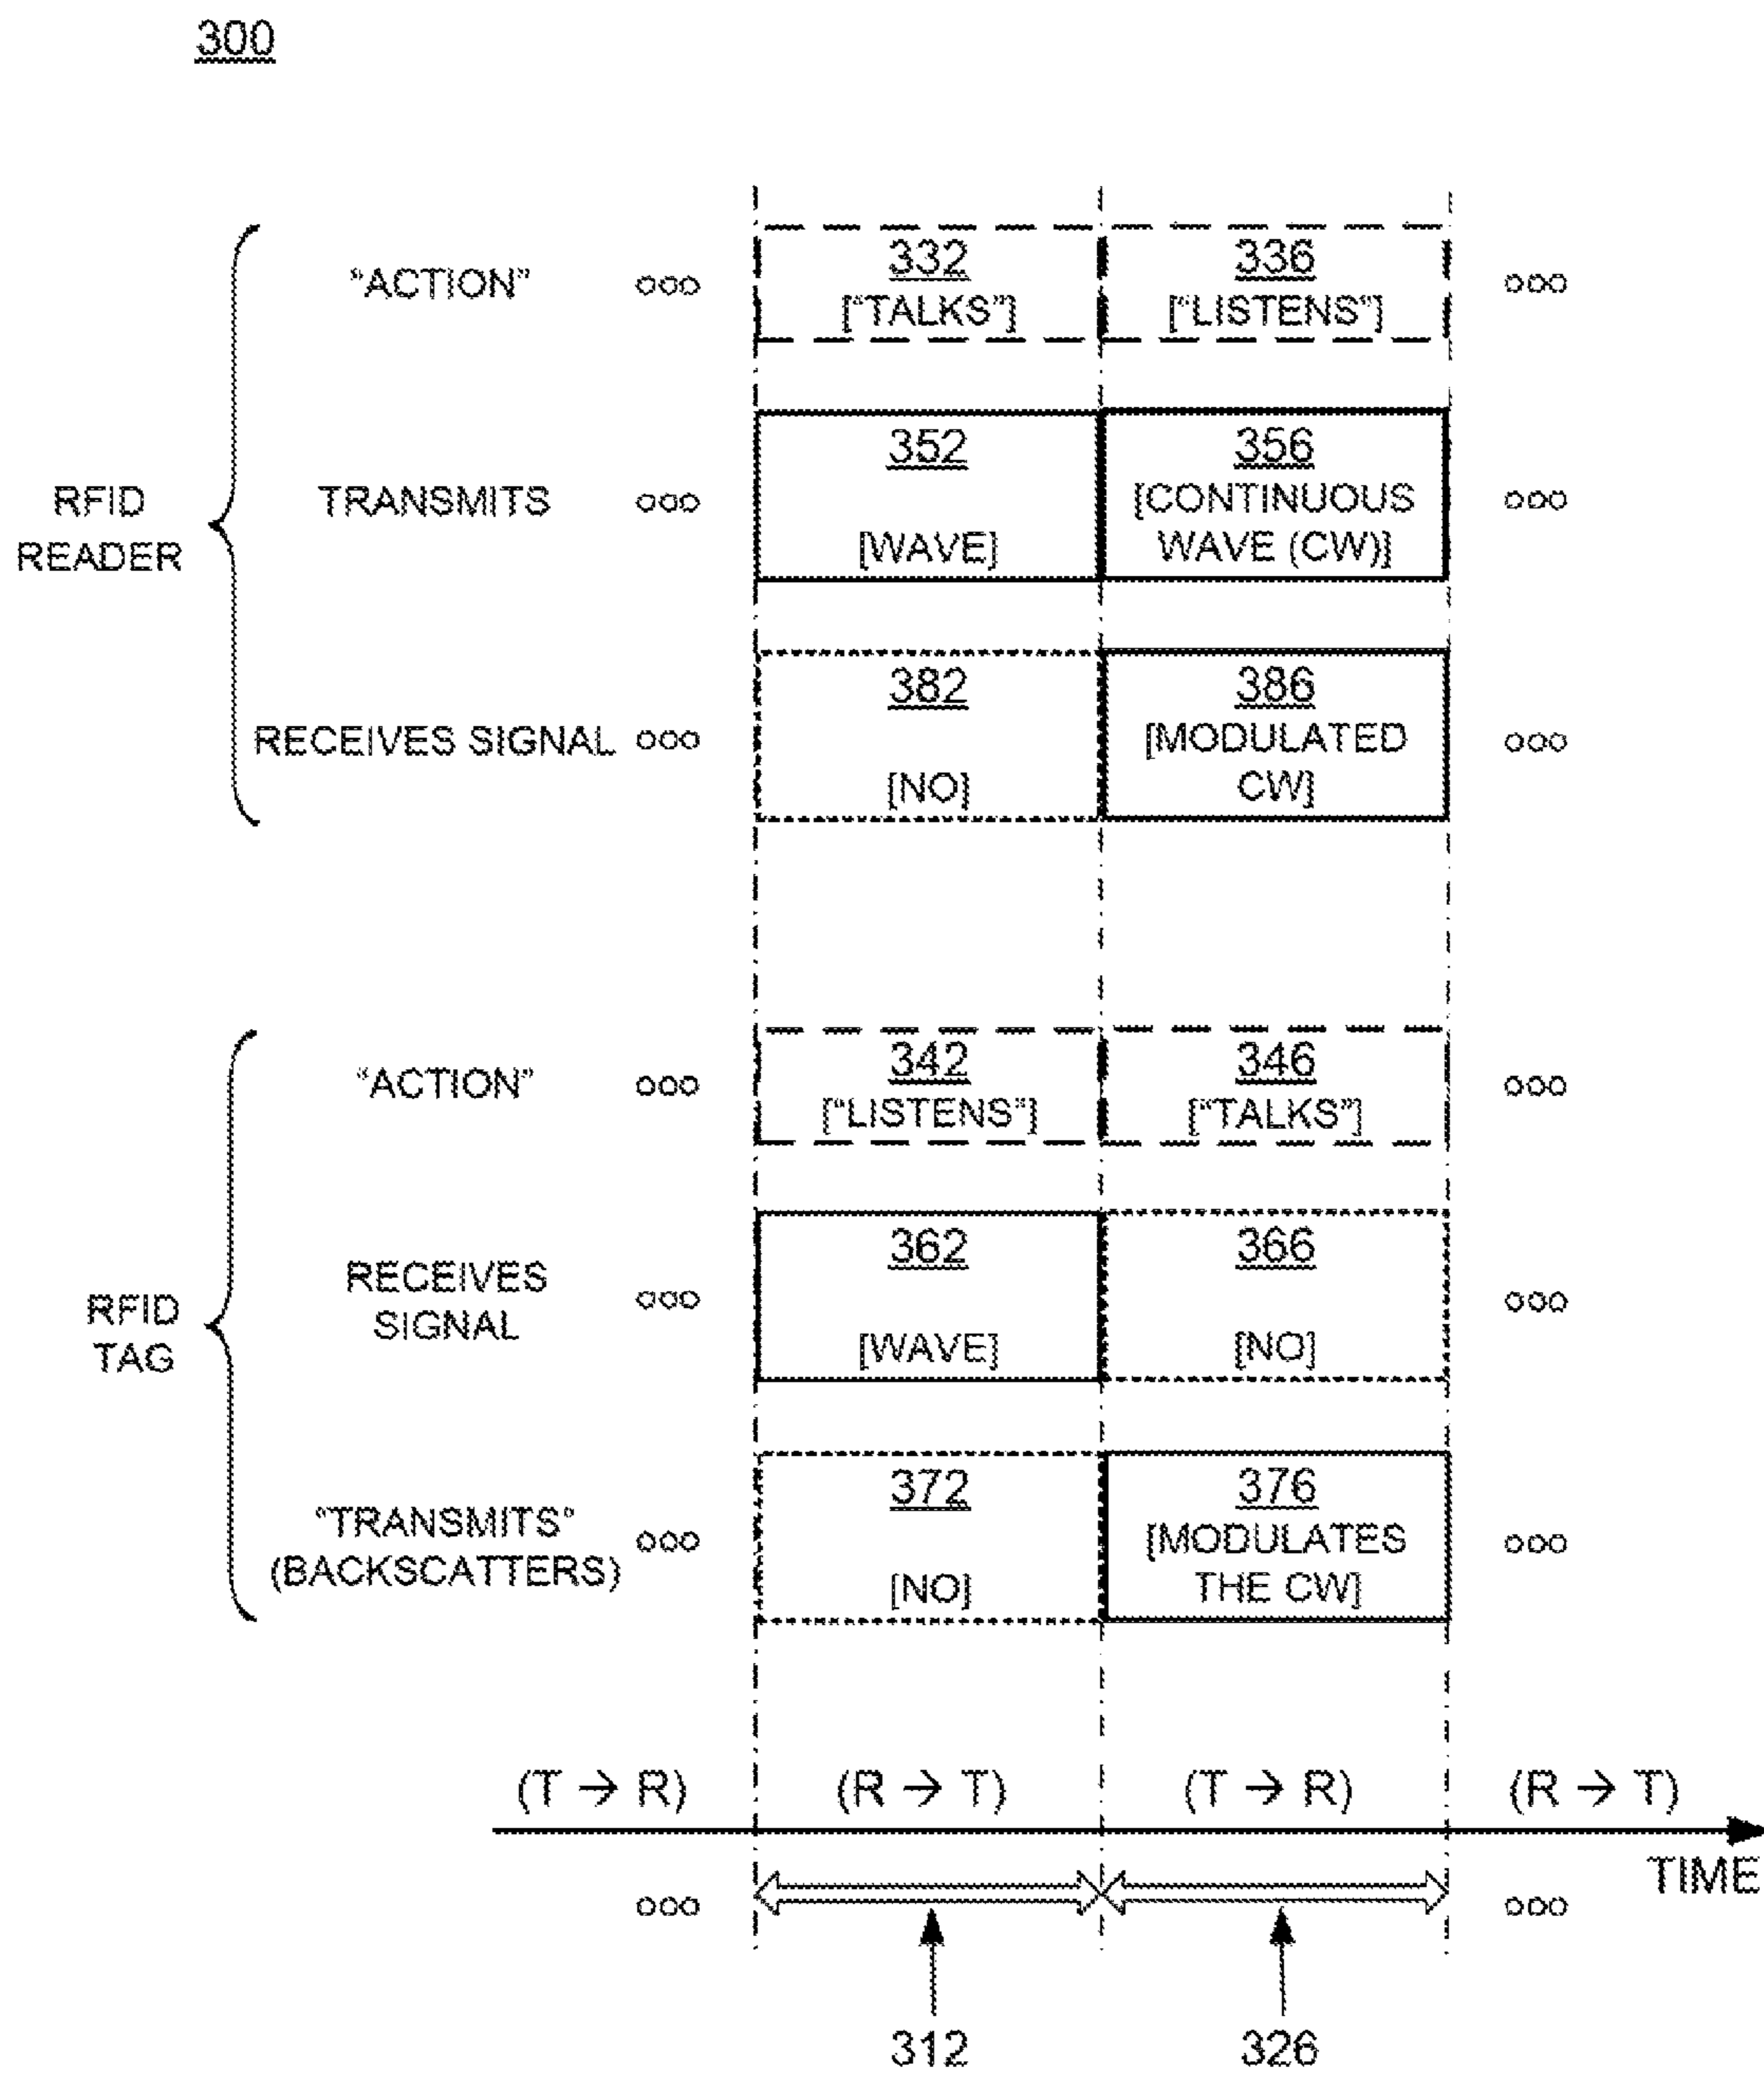 300
"ACTION"
ooo
332
["TALKS"]
336
["LISTENS"]
ooo
RFID
READER
TRANSMITS
ooo
352
[WAVE]
356
[CONTINUOUS
WAVE (CW)]
ooo
RECEIVES SIGNAL
ooo
382
[NO]
386
[MODULATED
CW]
ooo
"ACTION"
ooo
342
["LISTENS"]
346
["TALKS"]
ooo
RFID
TAG
RECEIVES
SIGNAL
ooo
362
[WAVE]
366
[NO]
ooo
"TRANSMITS"
(BACKSCATTERS)
ooo
372
[NO]
376
[MODULATES
THE CW]
ooo
(T → R)
(R → T)
(T → R)
(R → T)
TIME
ooo
ooo
312
326